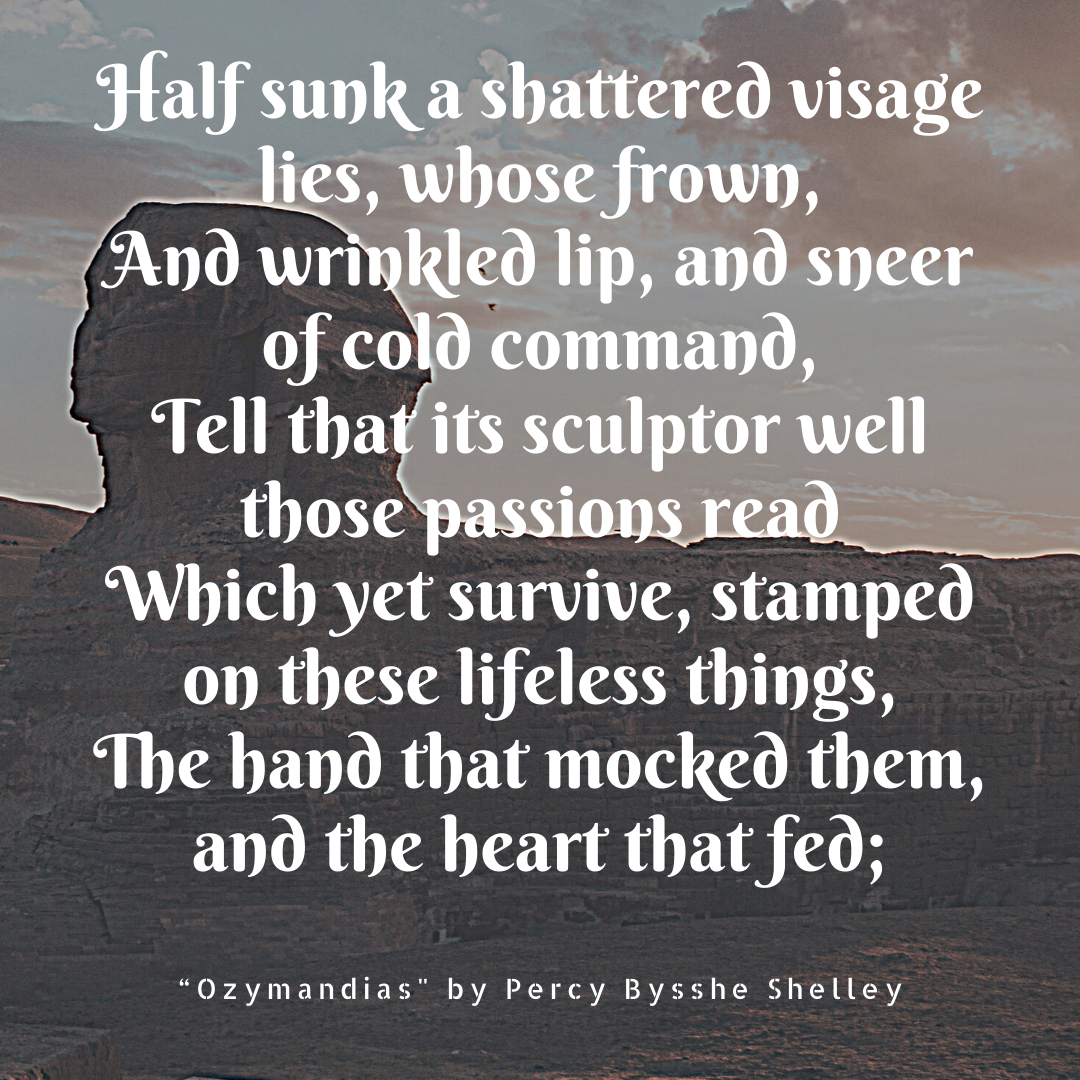 Half sunk a shattered visage
lies, whose frown,
And wrinkled lip, and sneer
of cold command,
Tell that its sculptor well
those passions read
Which yet survive, stamped
on these lifeless things,
The hand that mocked them,
and the heart that fed;
“Ozymandias" by Percy Bysshe Shelley